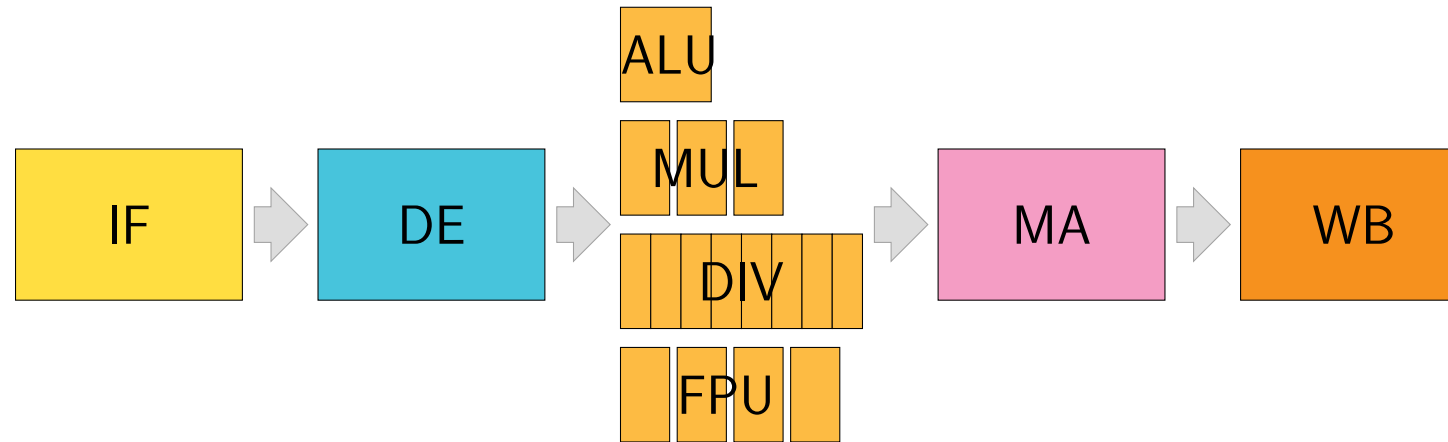 IF
DE
ALU
MUL
DIV
FPU
MA
WB